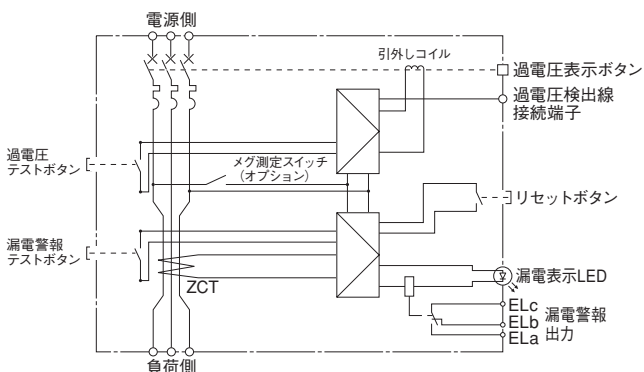 電源側
引外しコイル
過電圧表示ボタン
過電圧検出線
接続端子
過電圧
テストボタン
メグ測定スイッチ
(オプション)
リセットボタン
漏電警報
テストボタン
ZCT
漏電表示LED
ELc
ELb
ELa
漏電警報
出力
負荷側